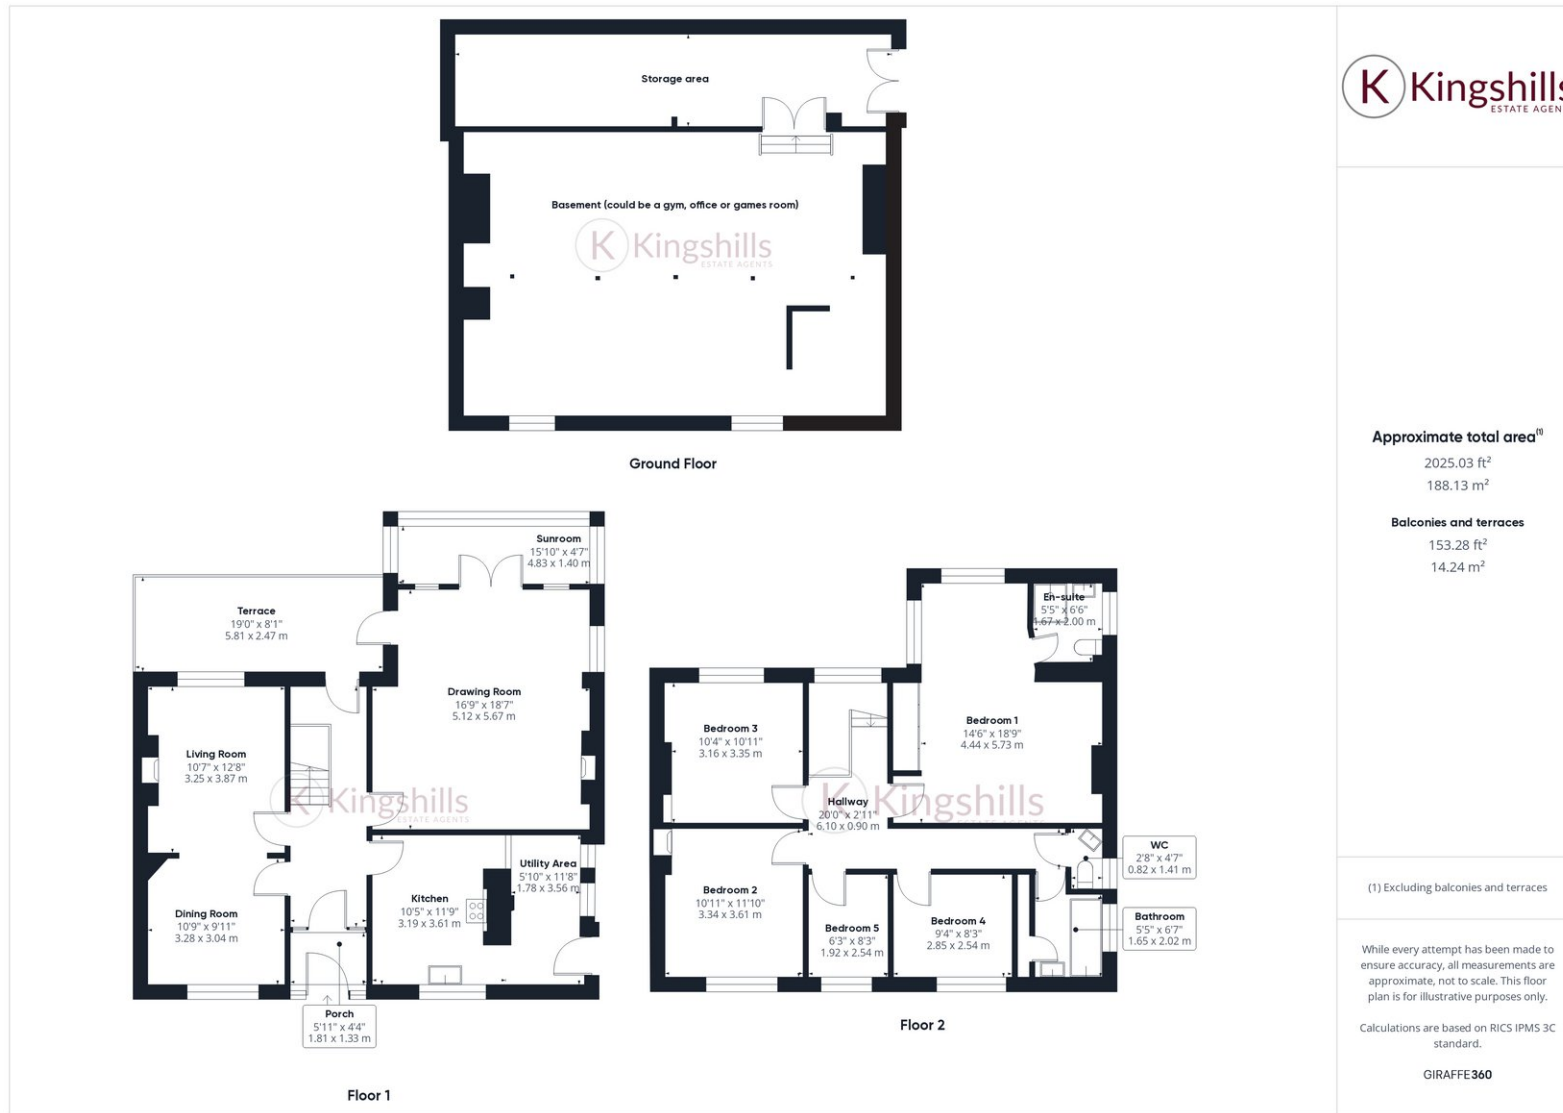 Storage area
Basement (could be a gym, office or games room)
K Kingshills
ESTATE AGENTS
Ground Floor
Sunroom
15'10" x 4'7"
4.83 x 1.40 m
Terrace
19'0" x 8'1"
5.81 x 2.47 m
Drawing Room
16'9" x 18'7"
5.12 x 5.67 m
Living Room
10'7" x 12'8"
3.25 x 3.87 m
K Kingshills
ESTATE AGENTS
Utility Area
5'10" x 11'8"
1.78 x 3.56 m
Kitchen
10'5" x 11'9"
3.19 x 3.61 m
Dining Room
10'9" x 9'11"
3.28 x 3.04 m
Porch
5'11" x 4'4"
1.81 x 1.33 m
Floor 1
En-suite
5'5" x 6'6"
1.67 x 2.00 m
Bedroom 3
10'4" x 10'11"
3.16 x 3.35 m
Bedroom 1
14'6" x 18'9"
4.44 x 5.73 m
Hallway
20'0" x 2'11"
6.10 x 0.90 m
K Kingshills
ESTATE AGENTS
WC
2'8" x 4'7"
0.82 x 1.41 m
Bedroom 2
10'11" x 11'10"
3.34 x 3.61 m
Bedroom 5
6'3" x 8'3"
1.92 x 2.54 m
Bedroom 4
9'4" x 8'3"
2.85 x 2.54 m
Bathroom
5'5" x 6'7"
1.65 x 2.02 m
Floor 2
K Kingshills
ESTATE AGEN
Approximate total area(1)
2025.03 ft²
188.13 m²
Balconies and terraces
153.28 ft²
14.24 m²
(1) Excluding balconies and terraces
While every attempt has been made to
ensure accuracy, all measurements are
approximate, not to scale. This floor
plan is for illustrative purposes only.
Calculations are based on RICS IPMS 3C
standard.
GIRAFFE360